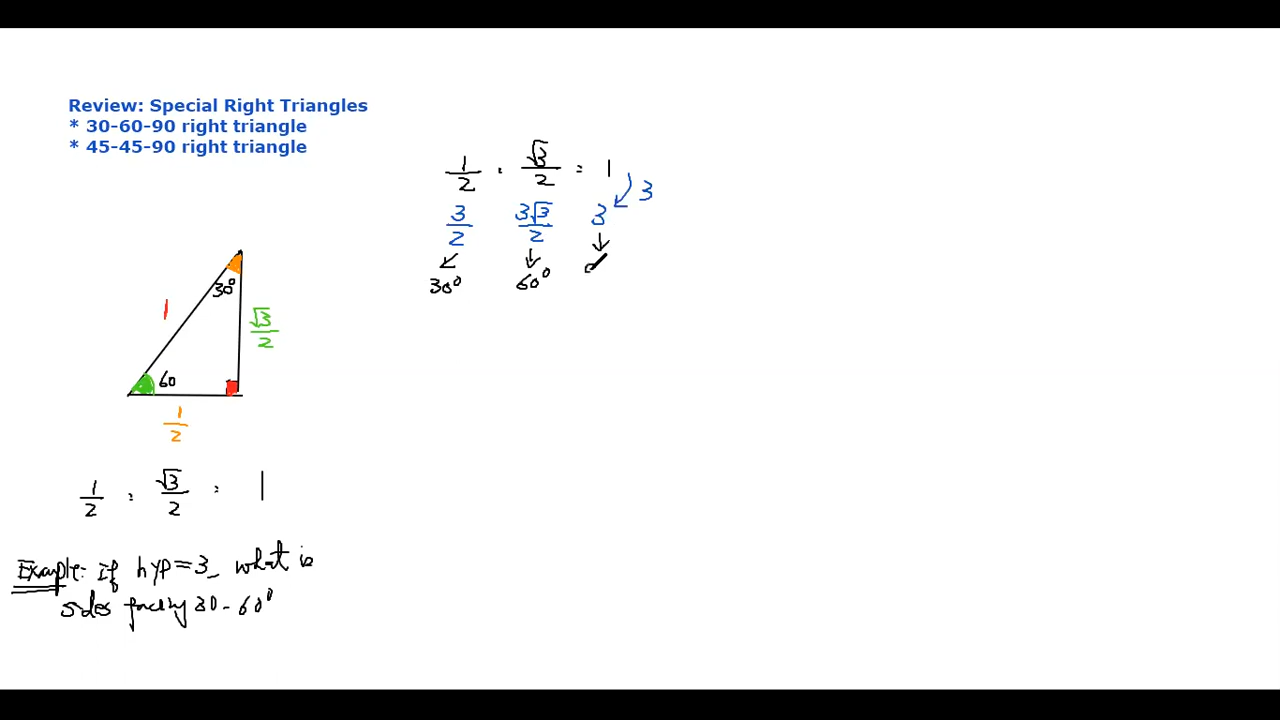 Review: Special Right Triangles
* 30-60-90 right triangle
* 45-45-90 right triangle
1/2 : √3/2 : 1
3
3/2 3√3/2 3
30° 60°
30°
1
√3/2
60
1/2
1/2 : √3/2 : 1
Example: If hyp=3, what is
sides facing 30-60°